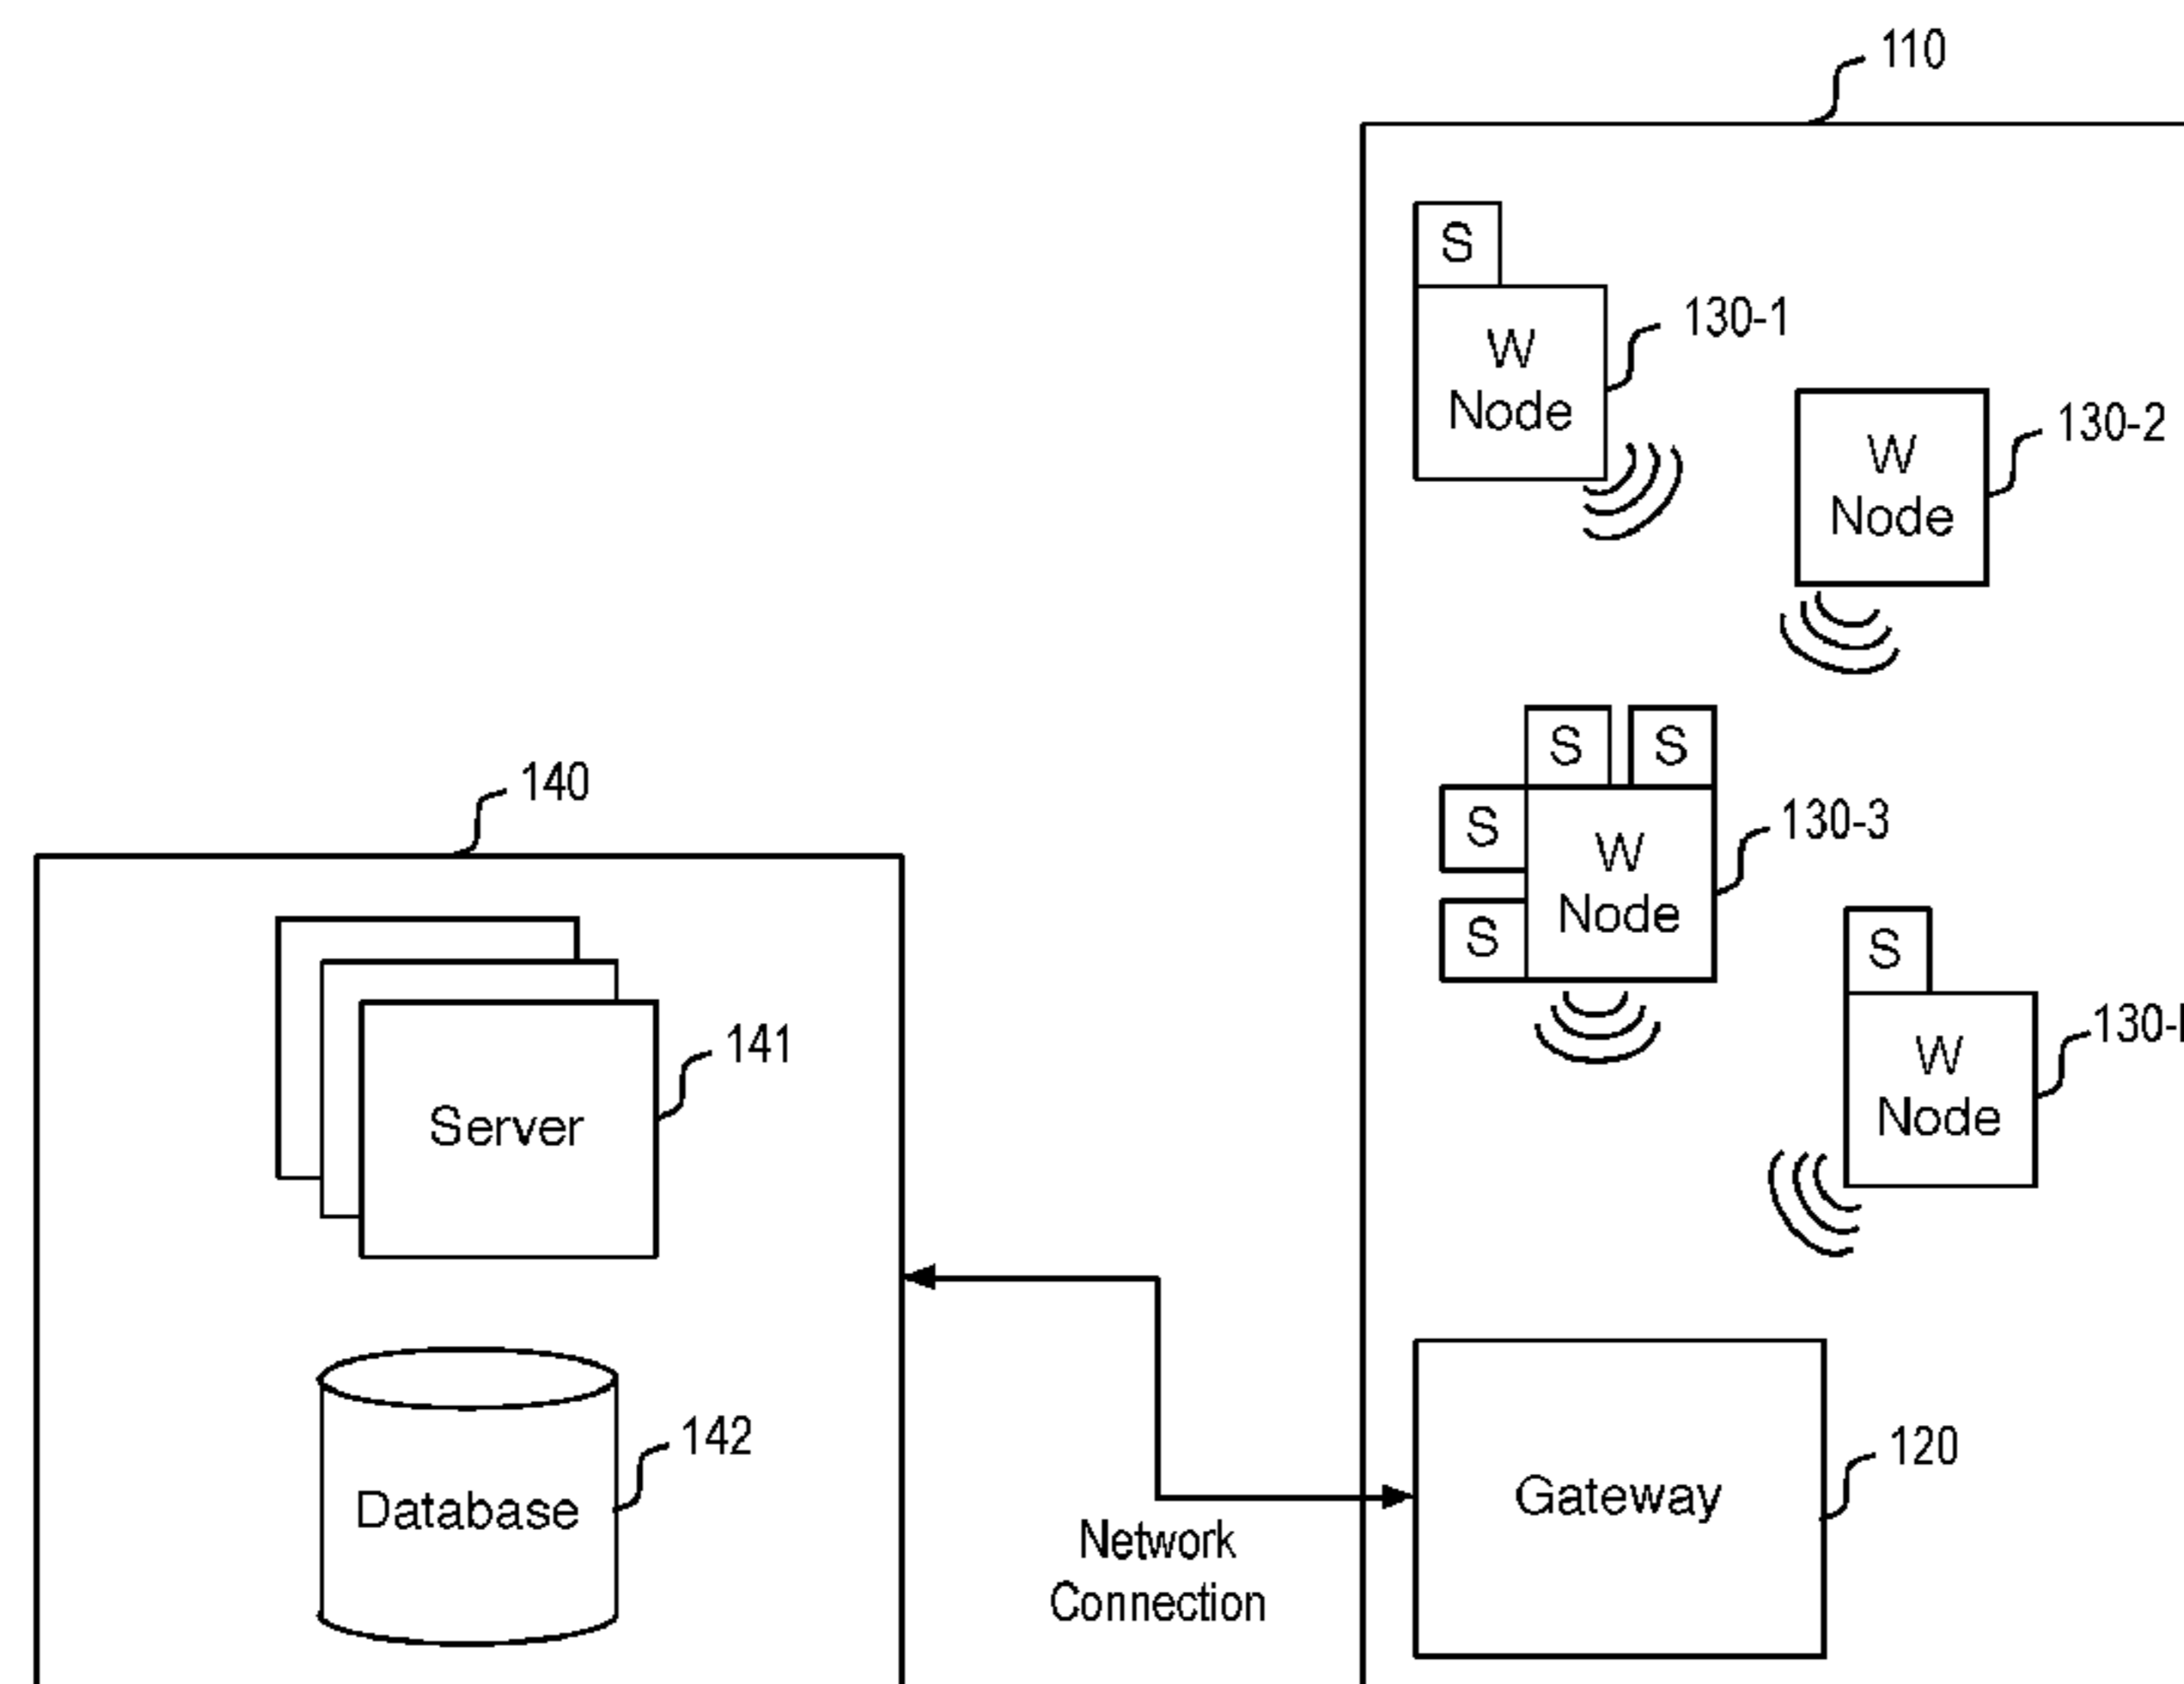 110
S
W
Node
130-1
W
Node
130-2
S
S
S
W
Node
130-3
S
140
S
W
Node
Server
141
Database
142
Network
Connection
Gateway
120